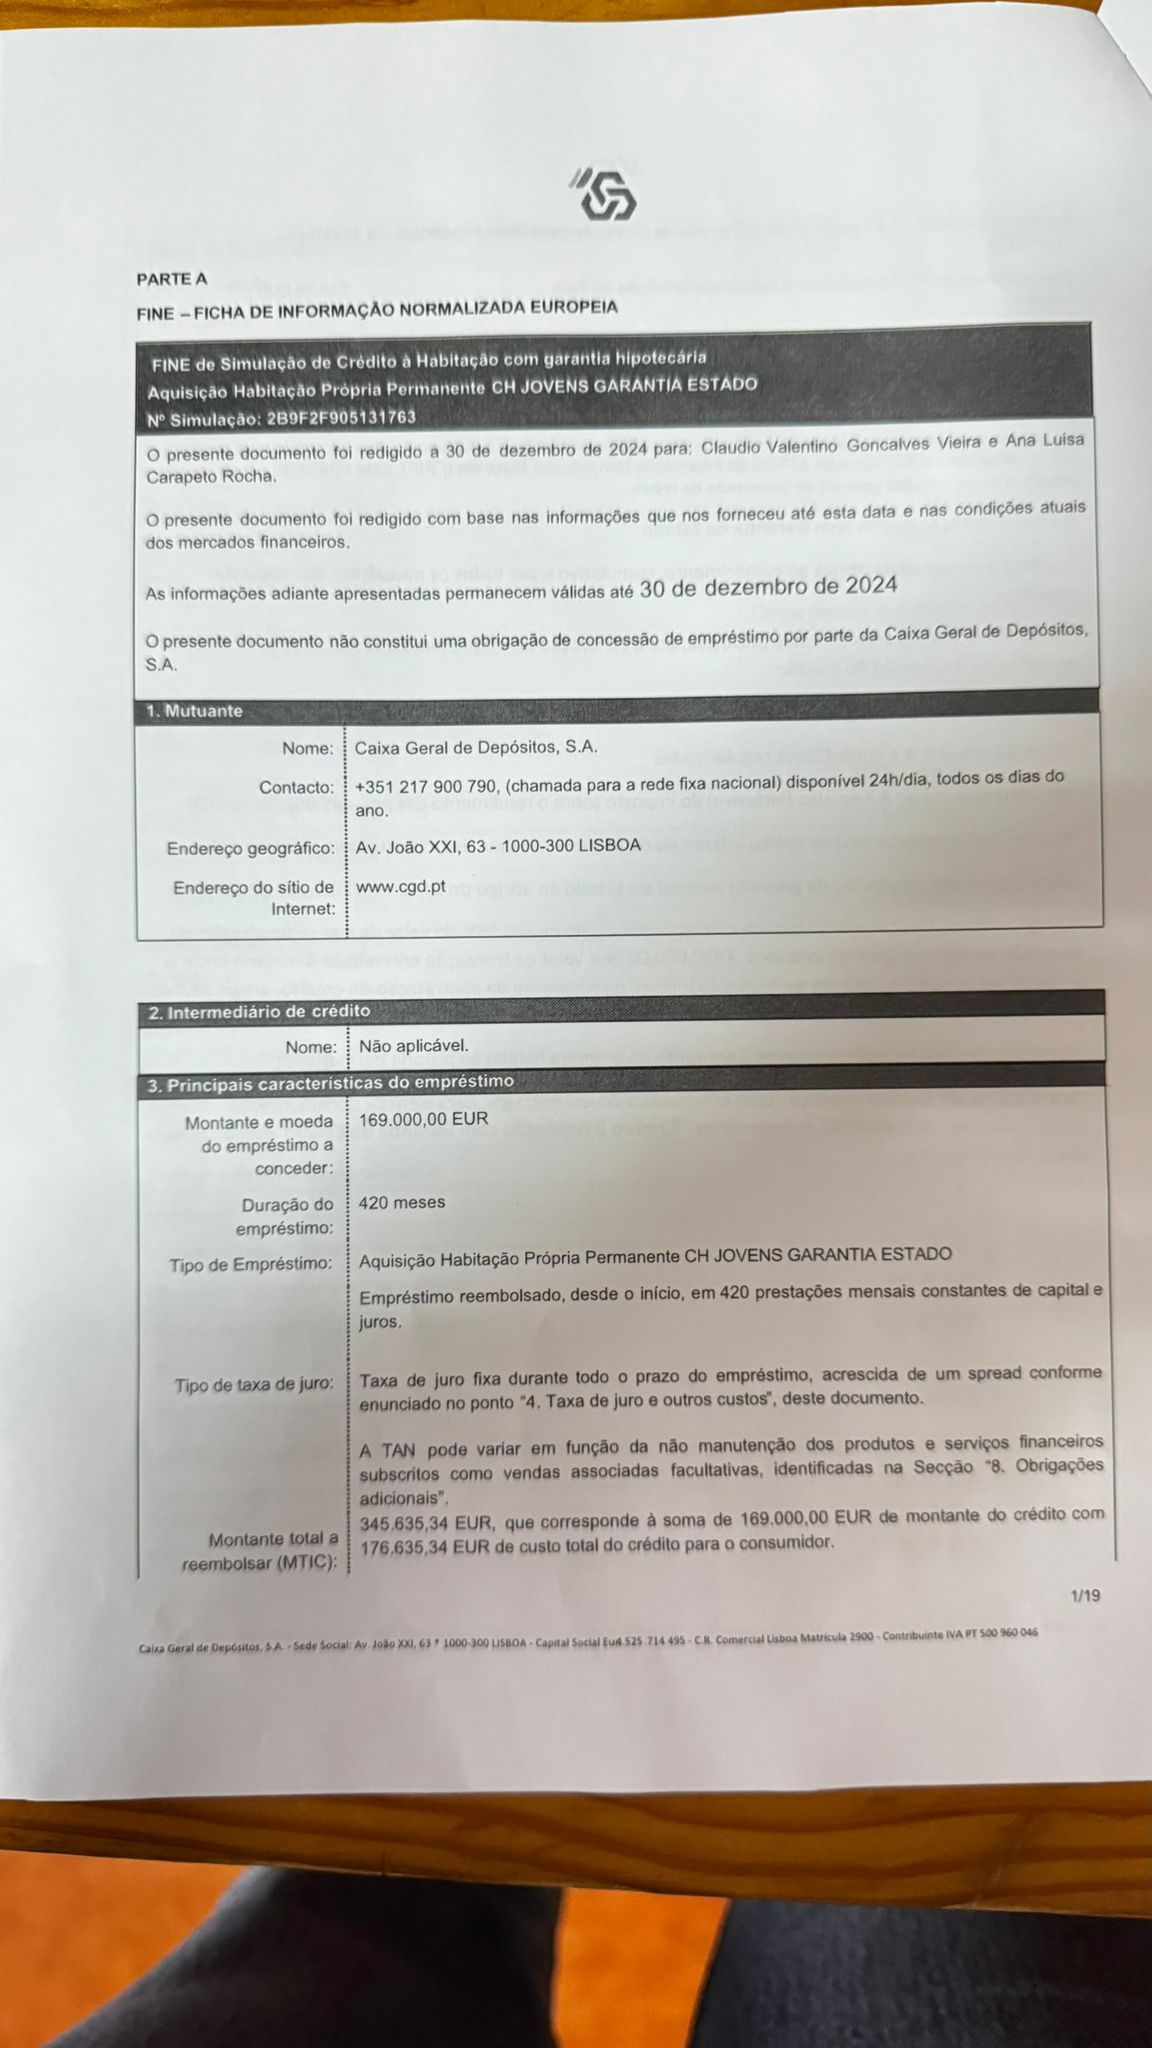 PARTE A
FINE – FICHA DE INFORMAÇÃO NORMALIZADA EUROPEIA
FINE de Simulação de Crédito à Habitação com garantia hipotecária
Aquisição Habitação Própria Permanente CH JOVENS GARANTIA ESTADO
Nº Simulação: 2B9F2F905131763
O presente documento foi redigido a 30 de dezembro de 2024 para: Claudio Valentino Goncalves Vieira e Ana Luisa
Carapeto Rocha.
O presente documento foi redigido com base nas informações que nos forneceu até esta data e nas condições atuais
dos mercados financeiros.
As informações adiante apresentadas permanecem válidas até 30 de dezembro de 2024
O presente documento não constitui uma obrigação de concessão de empréstimo por parte da Caixa Geral de Depósitos,
S.A.
1. Mutuante
Nome: Caixa Geral de Depósitos, S.A.
Contacto: +351 217 900 790, (chamada para a rede fixa nacional) disponível 24h/dia, todos os dias do
ano.
Endereço geográfico: Av. João XXI, 63 - 1000-300 LISBOA
Endereço do sítio de www.cgd.pt
Internet:
2. Intermediário de crédito
Nome: Não aplicável.
3. Principais características do empréstimo
Montante e moeda 169.000,00 EUR
do empréstimo a
conceder:
Duração do 420 meses
empréstimo:
Tipo de Empréstimo: Aquisição Habitação Própria Permanente CH JOVENS GARANTIA ESTADO
Empréstimo reembolsado, desde o início, em 420 prestações mensais constantes de capital e
juros.
Tipo de taxa de juro: Taxa de juro fixa durante todo o prazo do empréstimo, acrescida de um spread conforme
enunciado no ponto “4. Taxa de juro e outros custos”, deste documento.
A TAN pode variar em função da não manutenção dos produtos e serviços financeiros
subscritos como vendas associadas facultativas, identificadas na Secção “8. Obrigações
adicionais”.
Montante total a 345.635,34 EUR, que corresponde à soma de 169.000,00 EUR de montante do crédito com
reembolsar (MTIC): 176.635,34 EUR de custo total do crédito para o consumidor.
1/19
Caixa Geral de Depósitos, S.A. - Sede Social: Av. João XXI, 63 * 1000-300 LISBOA - Capital Social Eur4.525.714.495 - C.R. Comercial Lisboa Matrícula 2900 - Contribuinte IVA PT 500 960 046